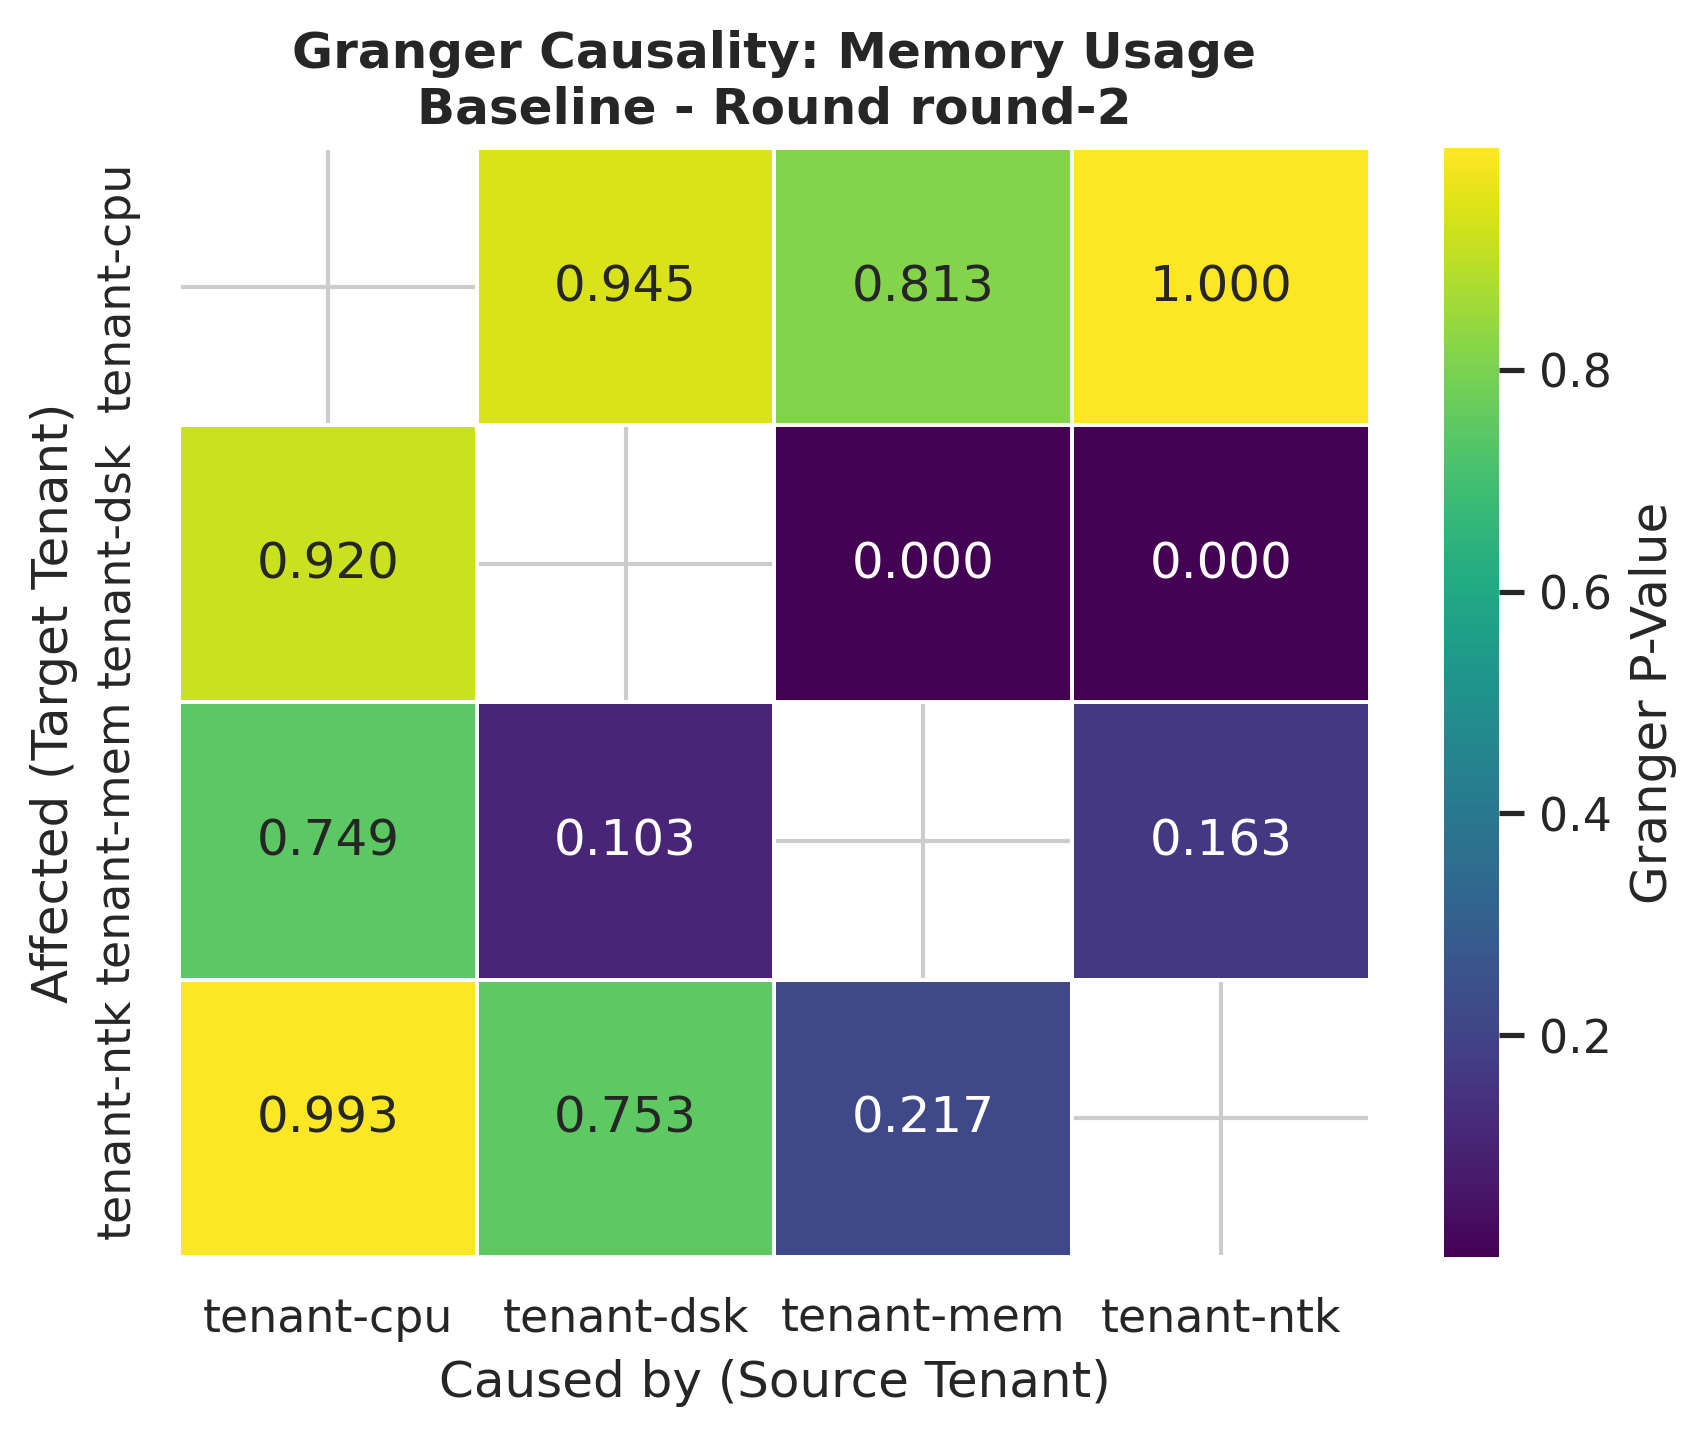 Granger Causality: Memory Usage
Baseline - Round round-2
Affected (Target Tenant)
tenant-cpu
0.945 0.813 1.000
tenant-dsk
0.920 0.000 0.000
tenant-mem
0.749 0.103 0.163
tenant-ntk
0.993 0.753 0.217
tenant-cpu tenant-dsk tenant-mem tenant-ntk
Caused by (Source Tenant)
0.8
0.6
0.4
0.2
Granger P-Value